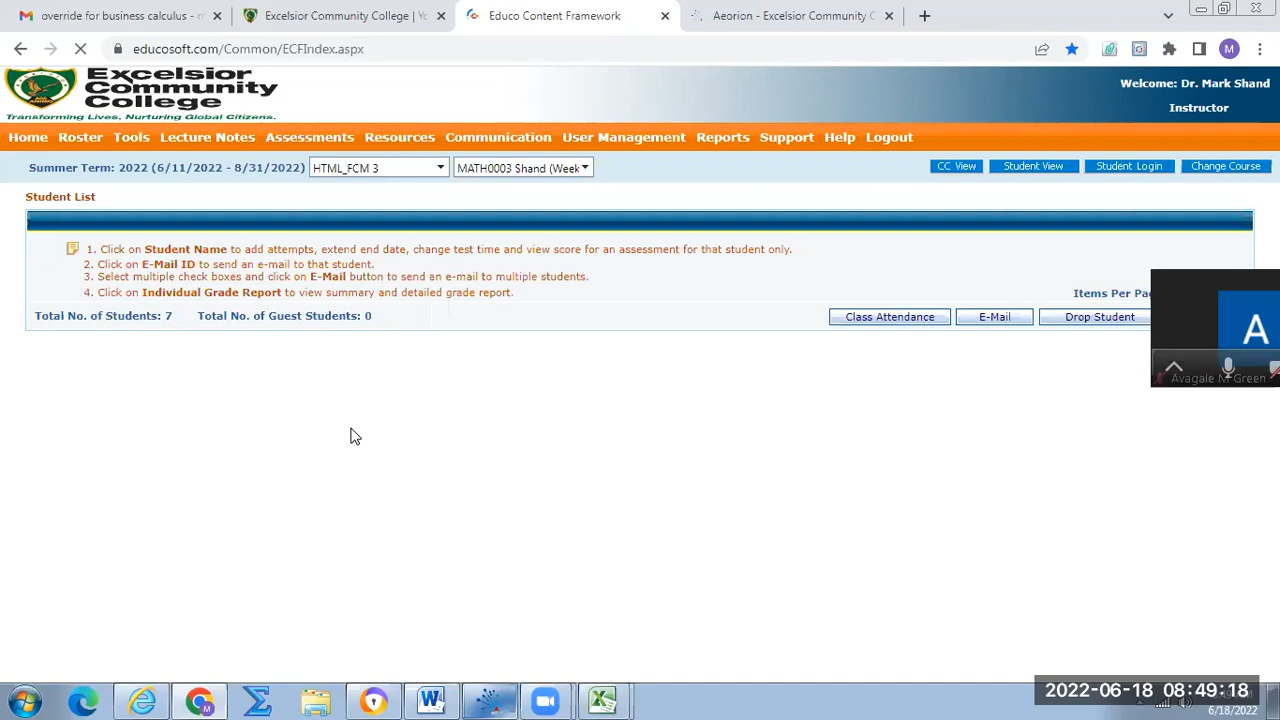 override for business calculus - m
Excelsior Community College | Yo
Educo Content Framework
Aeorion - Excelsior Community C
educosoft.com/Common/ECFIndex.aspx
M
Excelsior
Community
College
Transforming Lives, Nurturing Global Citizens.
Welcome: Dr. Mark Shand
Instructor
Home Roster Tools Lecture Notes Assessments Resources Communication User Management Reports Support Help Logout
Summer Term: 2022 (6/11/2022 - 8/31/2022) HTML_FCM 3 MATH0003 Shand (Week CC View Student View Student Login Change Course
Student List
1. Click on Student Name to add attempts, extend end date, change test time and view score for an assessment for that student only.
2. Click on E-Mail ID to send an e-mail to that student.
3. Select multiple check boxes and click on E-Mail button to send an e-mail to multiple students.
4. Click on Individual Grade Report to view summary and detailed grade report.
Items Per Pag
Total No. of Students: 7 Total No. of Guest Students: 0 Class Attendance E-Mail Drop Student
A
Avagale M Green
2022-06-18 08:49:18
6/18/2022